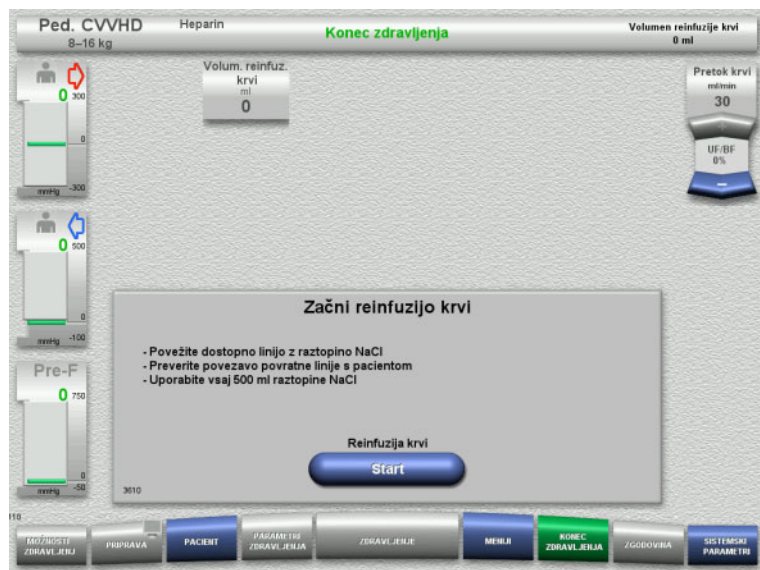 Ped. CVVHD
8–16 kg
Heparin
Konec zdravljenja
Volumen reinfuzije krvi
0 ml
0
300
0
mmHg -300
Volum. reinfuz.
krvi
ml
0
Pretok krvi
ml/min
30
+
UF/BF
0%
–
0
500
0
mmHg -100
Pre-F
0
750
0
mmHg -50
Začni reinfuzijo krvi
- Povežite dostopno linijo z raztopino NaCl
- Preverite povezavo povratne linije s pacientom
- Uporabite vsaj 500 ml raztopine NaCl
Reinfuzija krvi
Start
3610
MOŽNOSTI ZDRAVLJENJ
PRIPRAVA
PACIENT
PARAMETRI ZDRAVLJENJA
ZDRAVLJENJE
MENIJI
KONEC ZDRAVLJENJA
ZGODOVINA
SISTEMSKI PARAMETRI